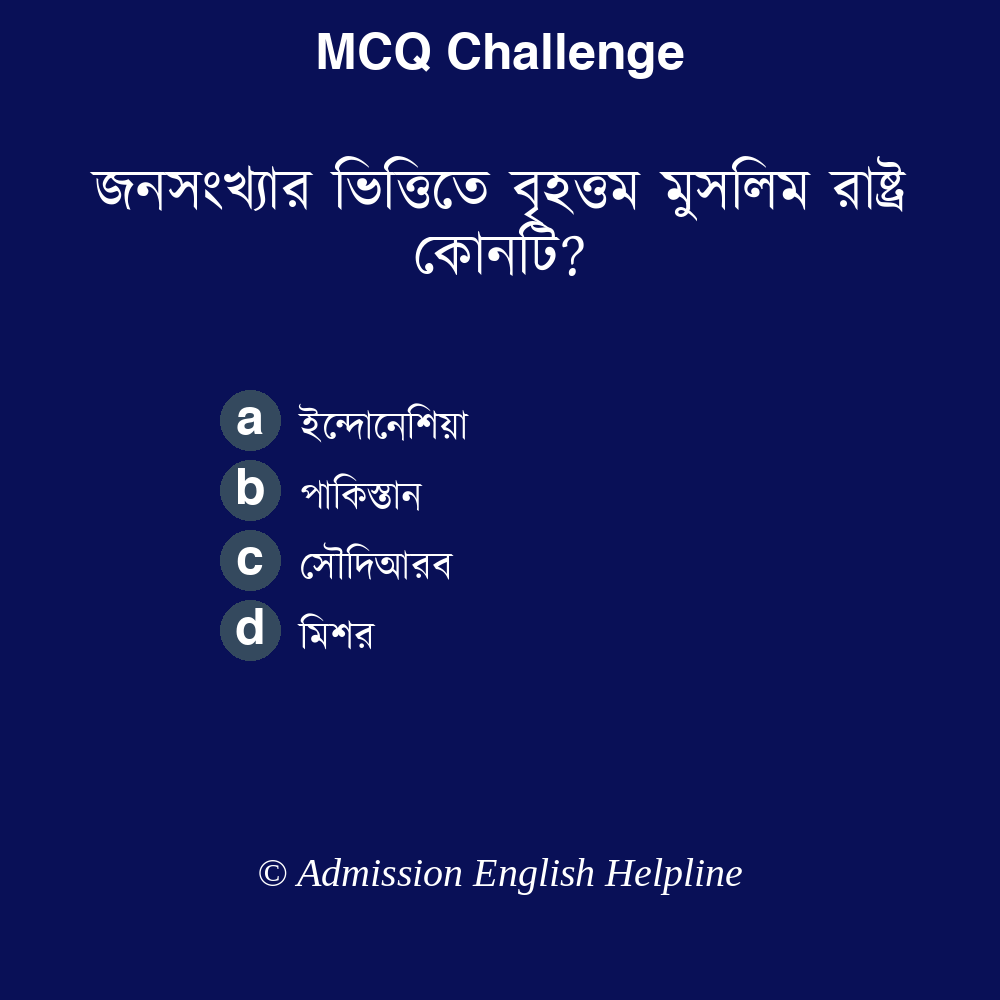 MCQ Challenge
জনসংখ্যার ভিত্তিতে বৃহত্তম মুসলিম রাষ্ট্র
কোনটি?
a ইন্দোনেশিয়া
b পাকিস্তান
c সৌদিআরব
d মিশর
© Admission English Helpline